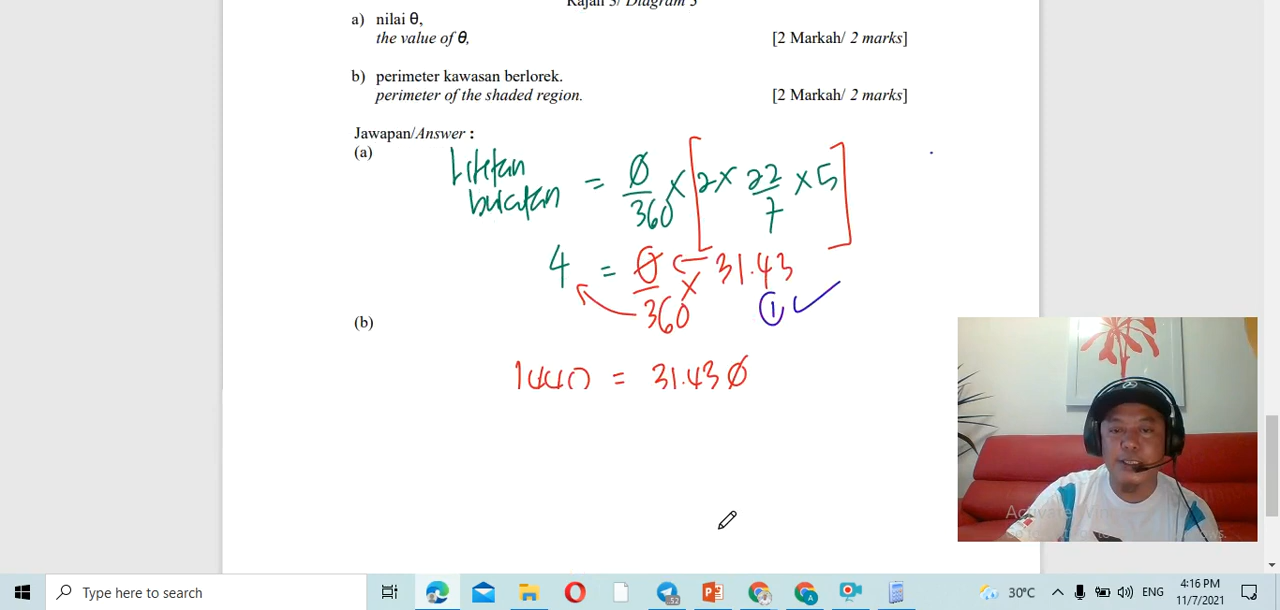 Rajah 3/ Diagram 3
a) nilai θ,
the value of θ, [2 Markah/ 2 marks]
b) perimeter kawasan berlorek.
perimeter of the shaded region. [2 Markah/ 2 marks]
Jawapan/Answer :
(a)
bulatan = θ/360 × [2 × 22/7 × 5]
4 = θ/360 × 31.43
1 ✓
(b)
1440 = 31.43 θ
Type here to search
30°C
ENG
4:16 PM
11/7/2021